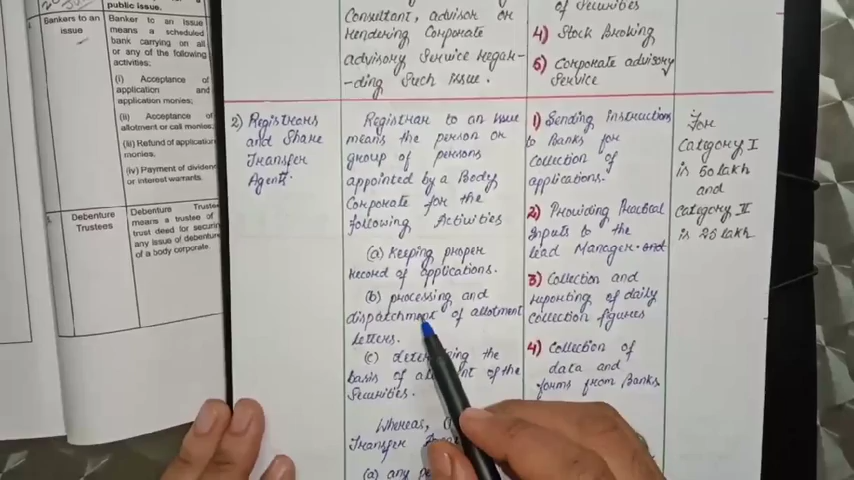 public issue.
Bankers to an
issue
Banker to an issue
means a scheduled
bank carrying on all
or any of the following
activities:
(i) Acceptance of
application and
application monies;
(ii) Acceptance of
allotment or call monies;
(iii) Refund of application
monies;
(iv) Payment of dividend
or interest warrants.
Debenture
Trustees
Debenture Trustee
means a trustee of
trust deed for securing
any issue of debenture
of a body corporate.
Consultant, advisor or
rendering Corporate
advisory Service regar-
-ding Such issue.
of Securities
4) Stock Broking
5) Corporate advisory
Service
2) Registrars
and Share
Transfer
Agents
Registrar to an issue
means the person or
group of persons
appointed by a Body
Corporate for the
following Activities
(a) Keeping proper
record of applications.
(b) processing and
dispatchment of allotment
letters.
(c) the
basis of of the
Securities.
Whereas,
Transfer
(a) any
1) Sending instructions
to Banks for
Collection of
applications.
2) Providing Practical
inputs to the
lead Manager. and
3) Collection and
reporting of daily
Collection figures
4) Collection of
data and
forms from Banks
For
Category I
is 50 lakh
and
Category II
is 25 lakh